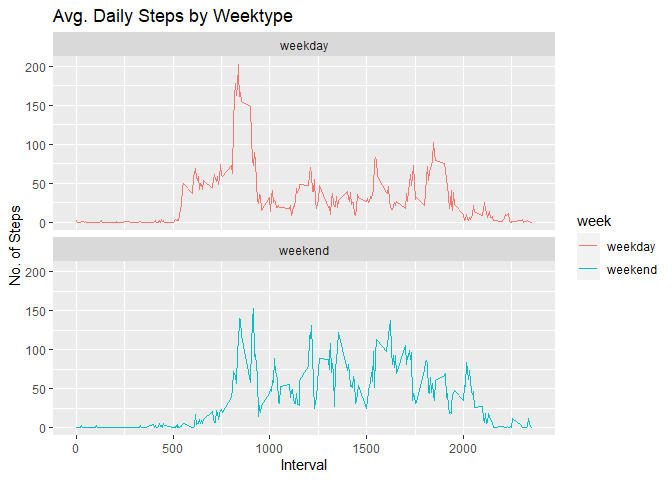 Avg. Daily Steps by Weektype
weekday
200
150
100
50
0
weekend
200
150
100
50
0
0 500 1000 1500 2000
Interval
No. of Steps
week
weekday
weekend